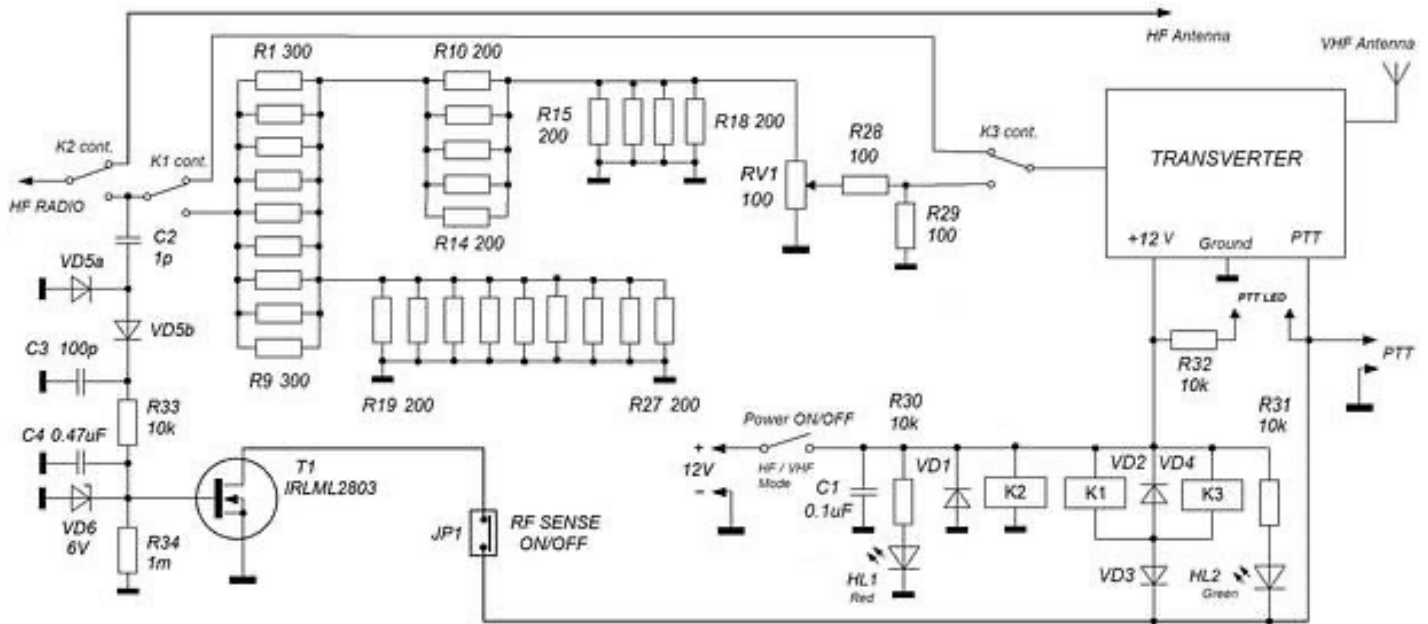 HF Antenna
VHF Antenna
R1 300
R10 200
R15
200
R18 200
R28
100
K3 cont.
TRANSVERTER
K2 cont.
K1 cont.
RV1
100
HF RADIO
R29
100
C2
1p
R14 200
+12 V
Ground
PTT
VD5a
PTT LED
VD5b
C3 100p
R32
10k
PTT
R9 300
R19 200
R27 200
R30
10k
R31
10k
R33
10k
Power ON/OFF
C4 0.47uF
+
12V
-
HF / VHF
Mode
VD1
VD2
VD4
T1
IRLML2803
C1
0.1uF
K2
K1
K3
VD6
6V
JP1
RF SENSE
ON/OFF
R34
1m
HL1
Red
VD3
HL2
Green